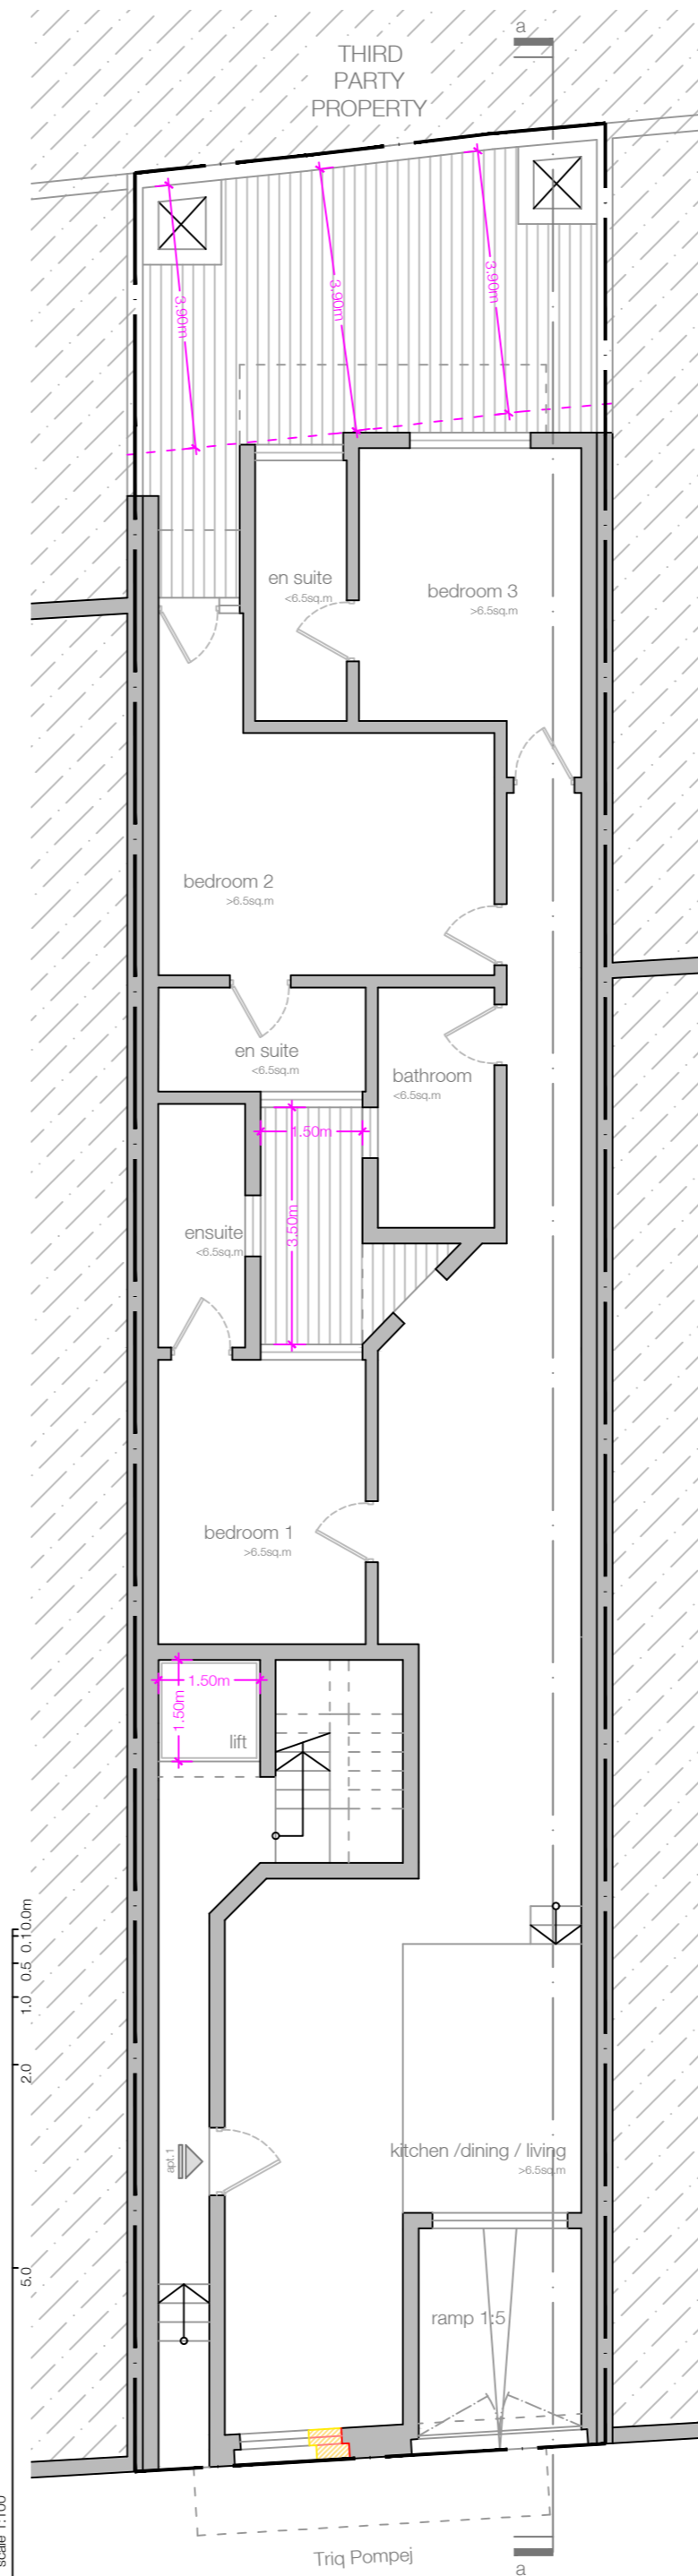 a
THIRD
PARTY
PROPERTY
3.90m
3.90m
3.90m
en suite
<6.5sq.m
bedroom 3
>6.5sq.m
bedroom 2
>6.5sq.m
en suite
<6.5sq.m
bathroom
<6.5sq.m
1.50m
3.50m
ensuite
<6.5sq.m
bedroom 1
>6.5sq.m
1.50m
1.50m
lift
0.0m
0.1
0.5
1.0
2.0
5.0
kitchen /dining / living
>6.5sq.m
apt.1
ramp 1:5
scale 1:100
Triq Pompej
a